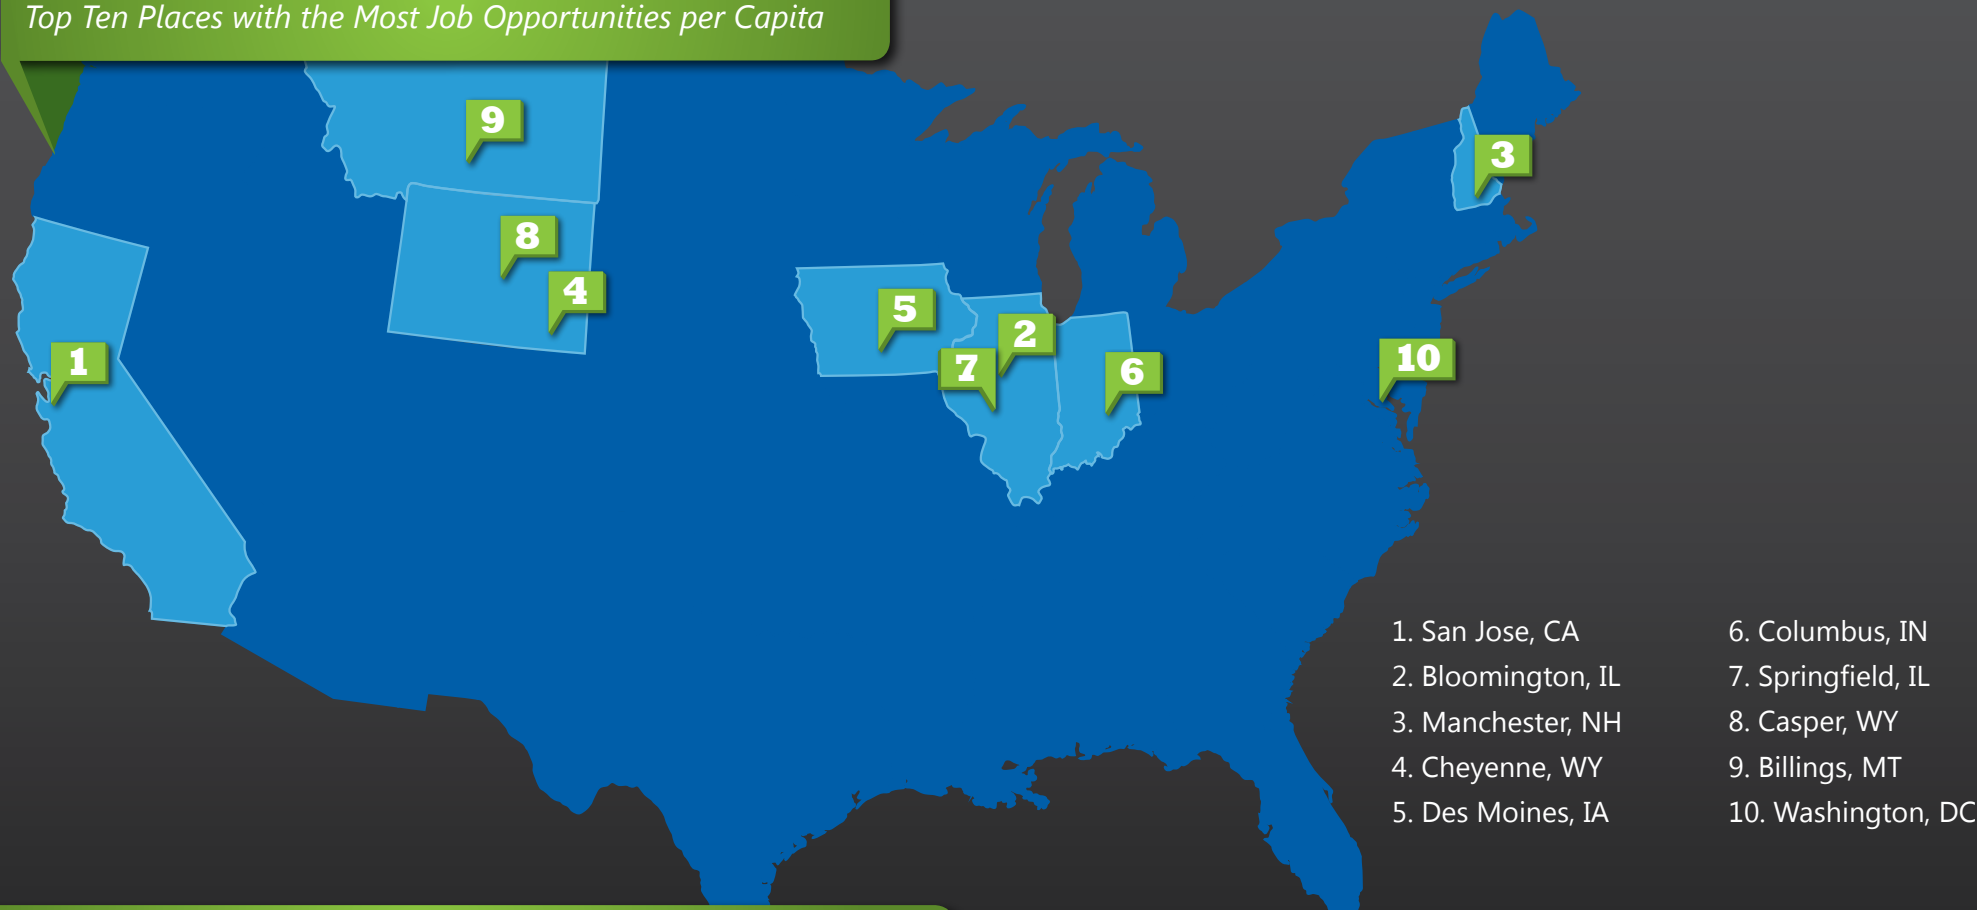 Top Ten Places with the Most Job Opportunities per Capita
9
3
8
4
5
2
1
7
6
10
1. San Jose, CA
2. Bloomington, IL
3. Manchester, NH
4. Cheyenne, WY
5. Des Moines, IA
6. Columbus, IN
7. Springfield, IL
8. Casper, WY
9. Billings, MT
10. Washington, DC